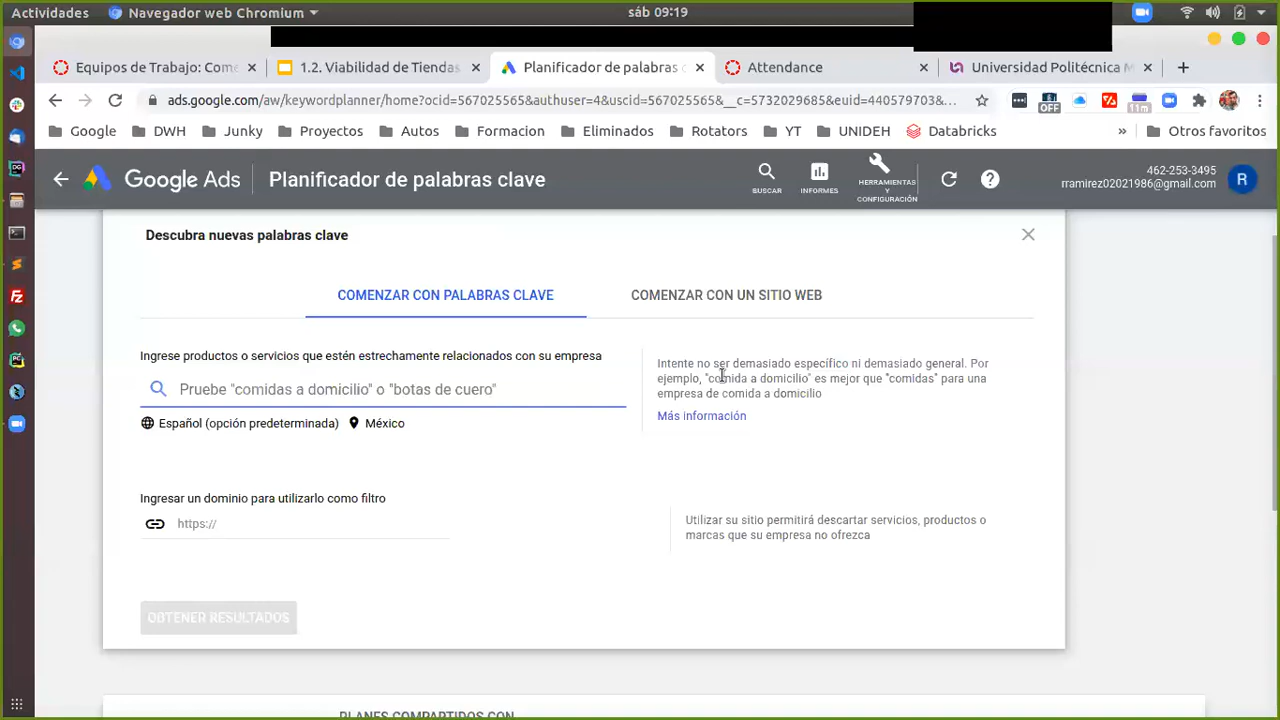 Actividades
Navegador web Chromium
sáb 09:19
Equipos de Trabajo: Com
1.2. Viabilidad de Tiendas
Planificador de palabras c
Attendance
Universidad Politécnica M
ads.google.com/aw/keywordplanner/home?ocid=567025565&authuser=4&uscid=567025565&__c=5732029685&euid=440579703&...
OFF
11m
Google
DWH
Junky
Proyectos
Autos
Formacion
Eliminados
Rotators
YT
UNIDEH
Databricks
»
Otros favoritos
Google Ads
Planificador de palabras clave
BUSCAR
INFORMES
HERRAMIENTAS
Y
CONFIGURACIÓN
462-253-3495
rramirez02021986@gmail.com
R
Descubra nuevas palabras clave
COMENZAR CON PALABRAS CLAVE
COMENZAR CON UN SITIO WEB
Ingrese productos o servicios que estén estrechamente relacionados con su empresa
Pruebe "comidas a domicilio" o "botas de cuero"
Español (opción predeterminada)
México
Intente no ser demasiado específico ni demasiado general. Por
ejemplo, "comida a domicilio" es mejor que "comidas" para una
empresa de comida a domicilio
Más información
Ingresar un dominio para utilizarlo como filtro
https://
Utilizar su sitio permitirá descartar servicios, productos o
marcas que su empresa no ofrezca
OBTENER RESULTADOS
PLANES COMPARTIDOS CON